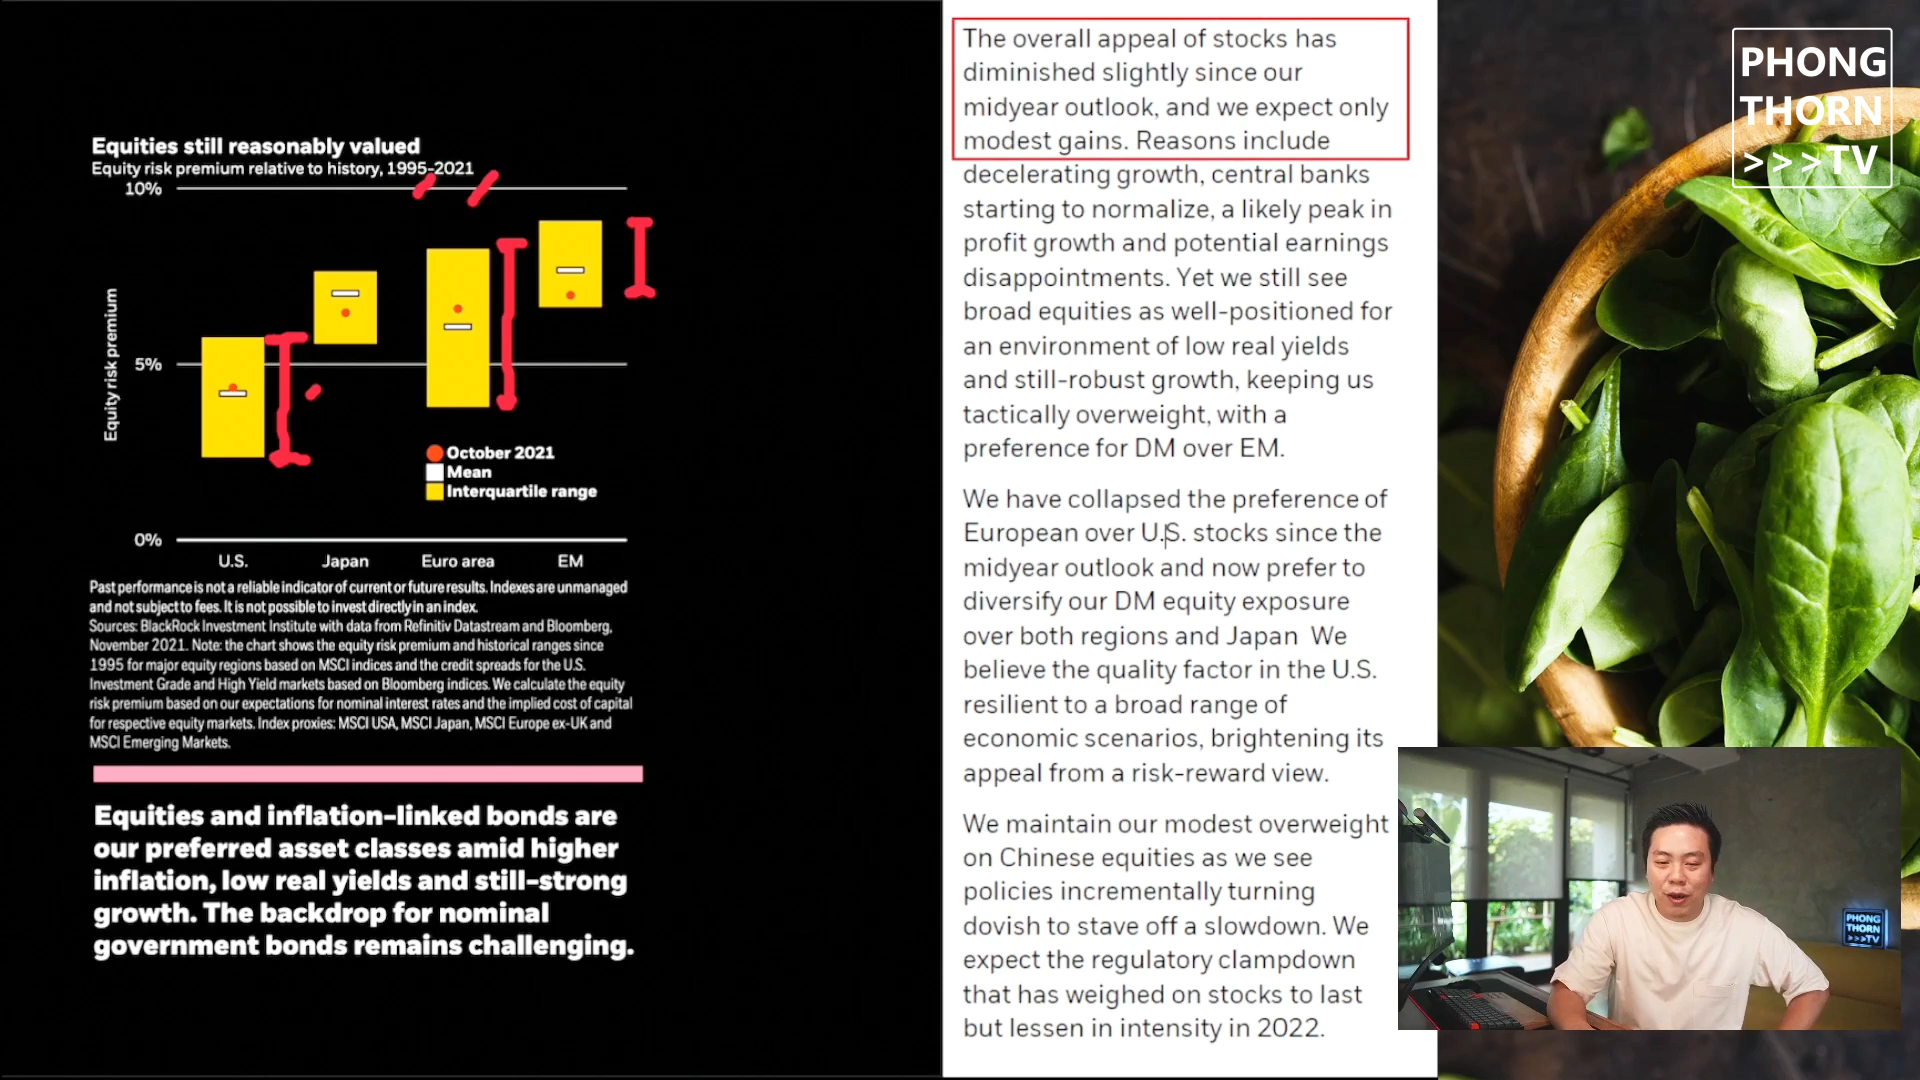 Equities still reasonably valued
Equity risk premium relative to history, 1995-2021
10%
5%
0%
Equity risk premium
October 2021
Mean
Interquartile range
U.S.
Japan
Euro area
EM
Past performance is not a reliable indicator of current or future results. Indexes are unmanaged
and not subject to fees. It is not possible to invest directly in an index.
Sources: BlackRock Investment Institute with data from Refinitiv Datastream and Bloomberg,
November 2021. Note: the chart shows the equity risk premium and historical ranges since
1995 for major equity regions based on MSCI indices and the credit spreads for the U.S.
Investment Grade and High Yield markets based on Bloomberg indices. We calculate the equity
risk premium based on our expectations for nominal interest rates and the implied cost of capital
for respective equity markets. Index proxies: MSCI USA, MSCI Japan, MSCI Europe ex-UK and
MSCI Emerging Markets.
Equities and inflation-linked bonds are
our preferred asset classes amid higher
inflation, low real yields and still-strong
growth. The backdrop for nominal
government bonds remains challenging.
The overall appeal of stocks has
diminished slightly since our
midyear outlook, and we expect only
modest gains. Reasons include
decelerating growth, central banks
starting to normalize, a likely peak in
profit growth and potential earnings
disappointments. Yet we still see
broad equities as well-positioned for
an environment of low real yields
and still-robust growth, keeping us
tactically overweight, with a
preference for DM over EM.
We have collapsed the preference of
European over U.S. stocks since the
midyear outlook and now prefer to
diversify our DM equity exposure
over both regions and Japan We
believe the quality factor in the U.S.
resilient to a broad range of
economic scenarios, brightening its
appeal from a risk-reward view.
We maintain our modest overweight
on Chinese equities as we see
policies incrementally turning
dovish to stave off a slowdown. We
expect the regulatory clampdown
that has weighed on stocks to last
but lessen in intensity in 2022.
PHONG
THORN
>>>TV
PHONG
THORN
>>>TV